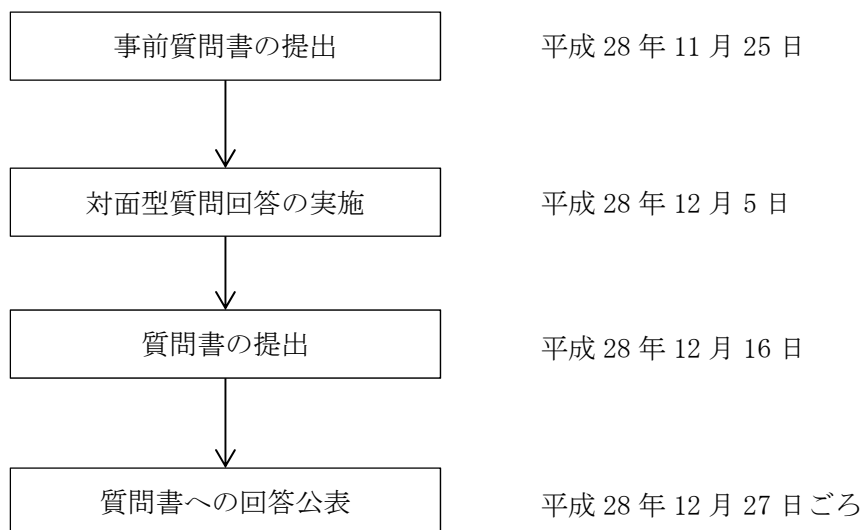 事前質問書の提出 平成 28 年 11 月 25 日
対面型質問回答の実施 平成 28 年 12 月 5 日
質問書の提出 平成 28 年 12 月 16 日
質問書への回答公表 平成 28 年 12 月 27 日ごろ